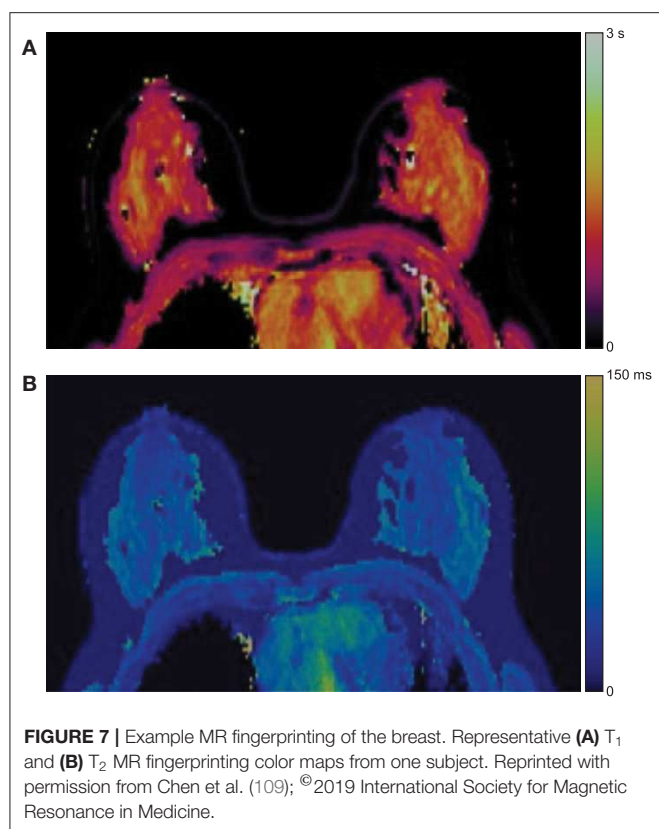 A
3 s
0
B
150 ms
0
FIGURE 7 | Example MR fingerprinting of the breast. Representative (A) T₁
and (B) T₂ MR fingerprinting color maps from one subject. Reprinted with
permission from Chen et al. (109); ©2019 International Society for Magnetic
Resonance in Medicine.